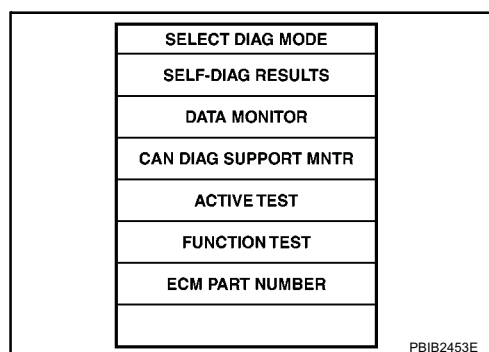 SELECT DIAG MODE
SELF-DIAG RESULTS
DATA MONITOR
CAN DIAG SUPPORT MNTR
ACTIVE TEST
FUNCTION TEST
ECM PART NUMBER
PBIB2453E